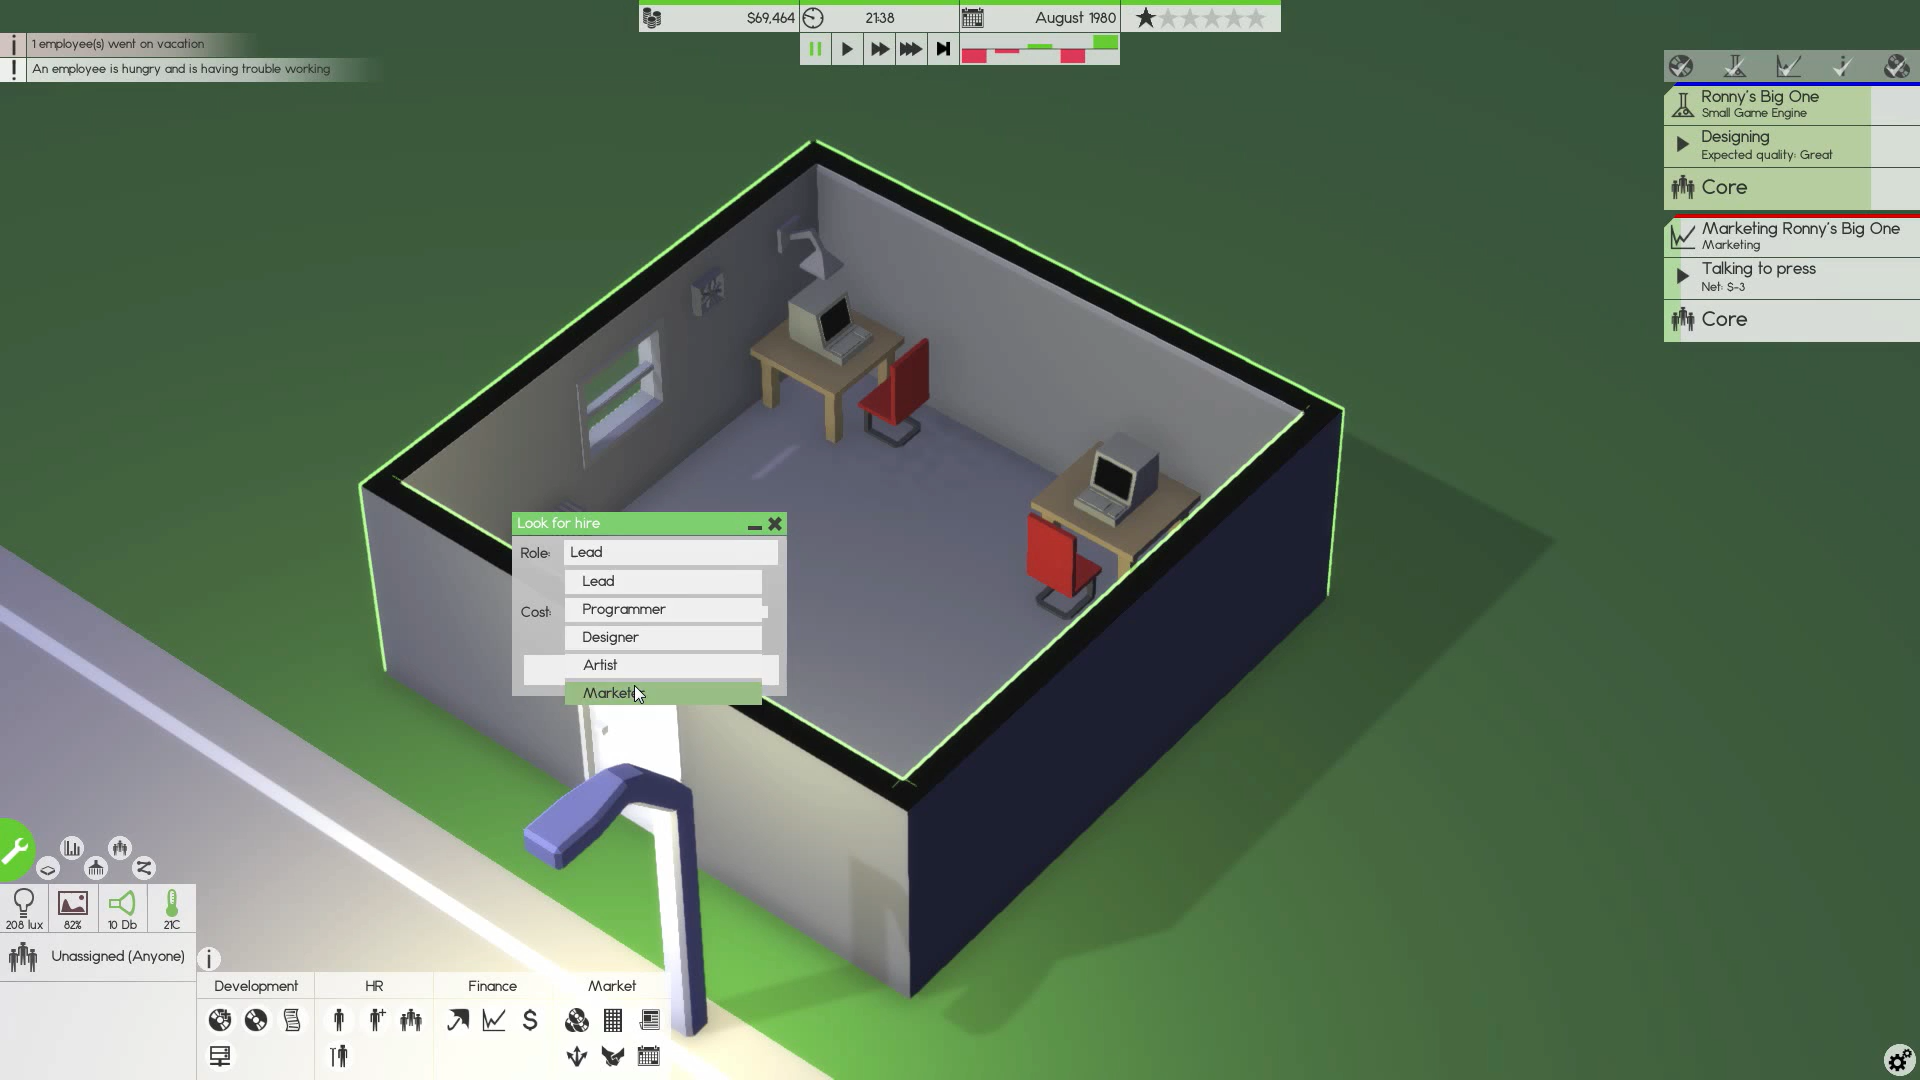 $69,464
21:38
August 1980
1 employee(s) went on vacation
An employee is hungry and is having trouble working
Ronny's Big One
Small Game Engine
Designing
Expected quality: Great
Core
Marketing Ronny's Big One
Marketing
Talking to press
Net: $-3
Core
Look for hire
Role: Lead
Lead
Cost: Programmer
Designer
Artist
Marketer
208 lux
82%
10 Db
21C
Unassigned (Anyone)
Development
HR
Finance
Market